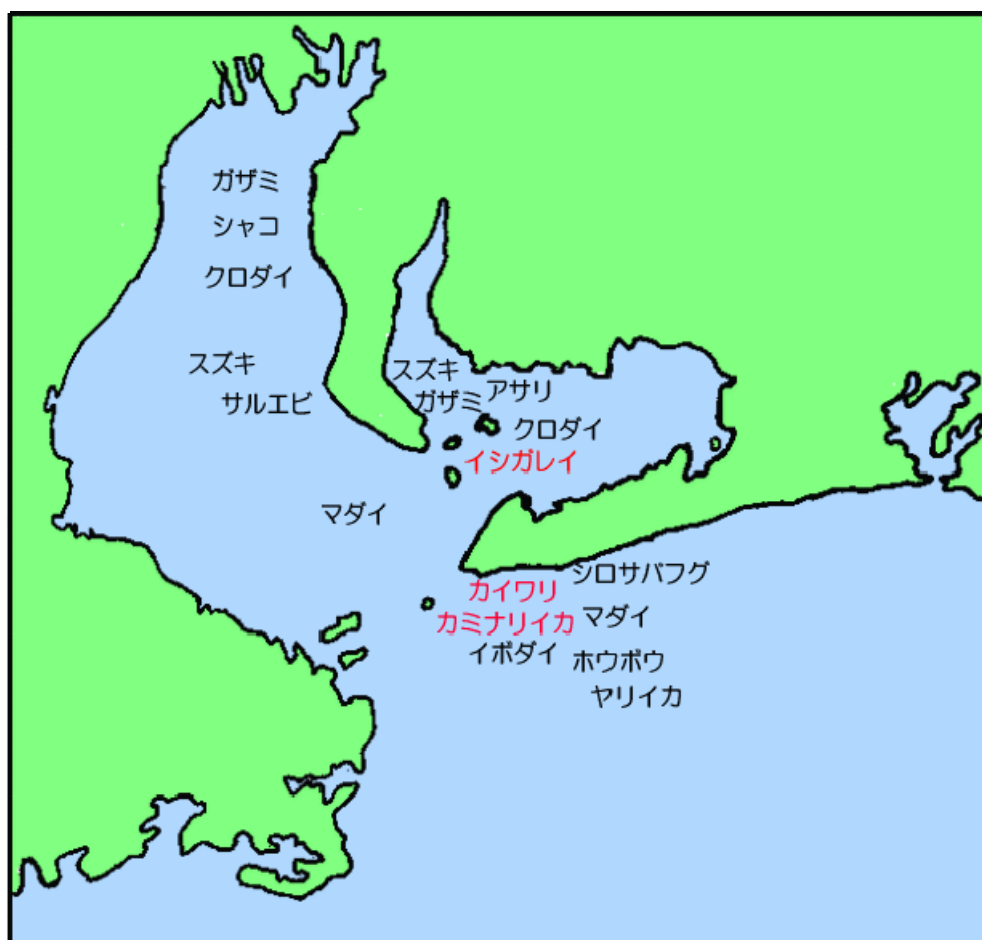 ガザミ
シャコ
クロダイ
スズキ
サルエビ
マダイ
スズキ
アサリ
ガザミ
クロダイ
イシガレイ
シロサバフグ
カイワリ
マダイ
カミナリイカ
イボダイ
ホウボウ
ヤリイカ